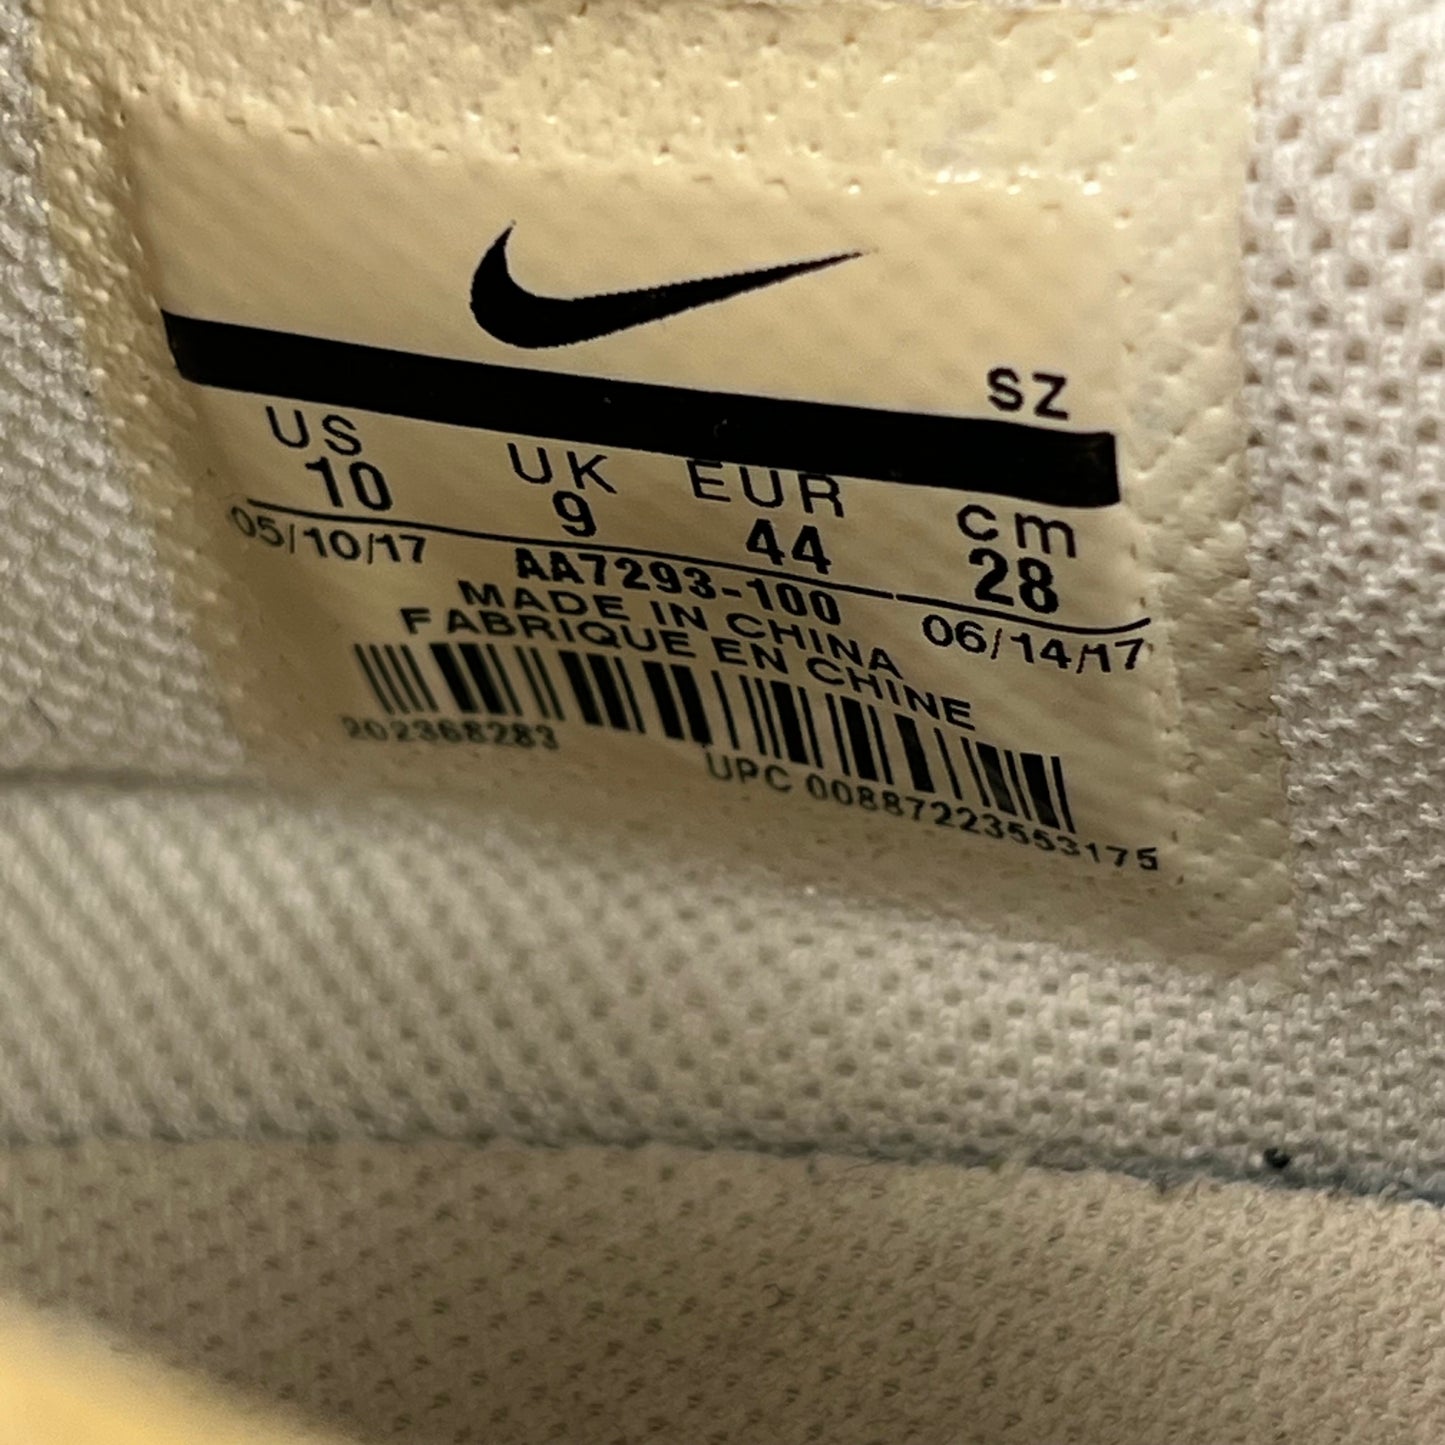 SZ
US UK EUR cm
10 9 44 28
05/10/17 AA7293-100 06/14/17
MADE IN CHINA
FABRIQUE EN CHINE
202368283
UPC 00887223553175